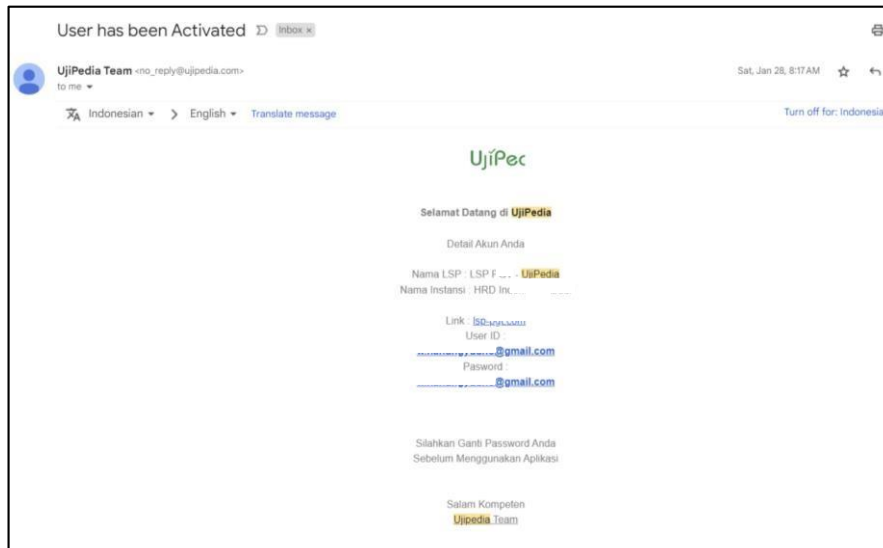 User has been Activated Inbox ×
UjiPedia Team <no_reply@ujipedia.com> Sat, Jan 28, 8:17 AM
to me
Indonesian English Translate message Turn off for: Indonesia
UjiPec
Selamat Datang di UjiPedia
Detail Akun Anda
Nama LSP : LSP UjiPedia
Nama Instansi : HRD
Link :
User ID :
@gmail.com
Pasword :
@gmail.com
Silahkan Ganti Password Anda
Sebelum Menggunakan Aplikasi
Salam Kompeten
Ujipedia Team